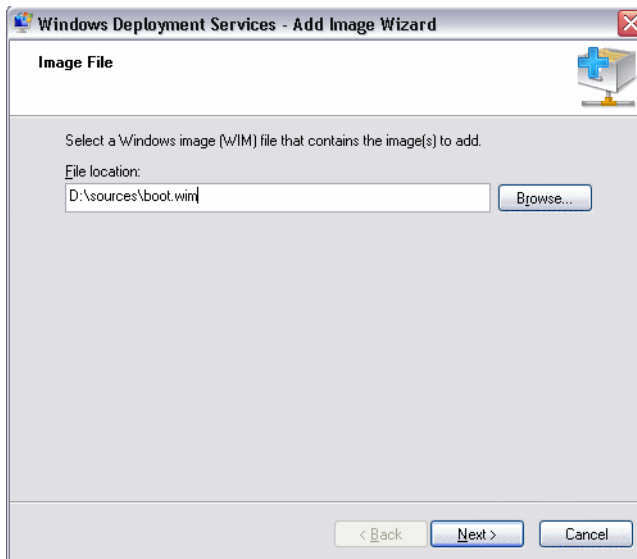 Windows Deployment Services - Add Image Wizard
Image File
Select a Windows image (WIM) file that contains the image(s) to add.
File location:
D:\sources\boot.wim
Browse...
< Back
Next >
Cancel